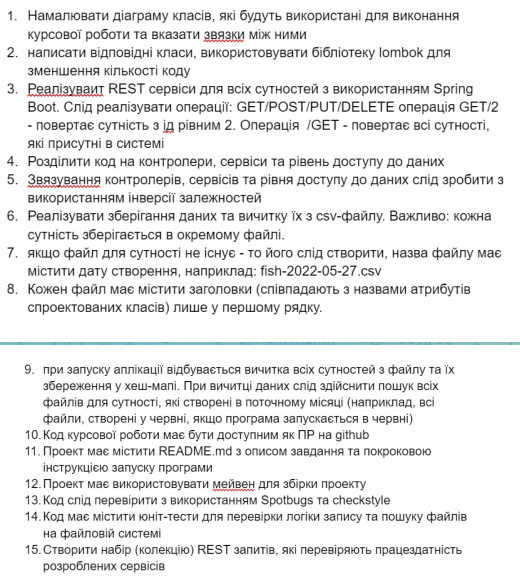 1. Намалювати діаграму класів, які будуть використані для виконання
курсової роботи та вказати звязки між ними
2. написати відповідні класи, використовувати бібліотеку lombok для
зменшення кількості коду
3. Реалізуваит REST сервіси для всіх сутностей з використанням Spring
Boot. Слід реалізувати операції: GET/POST/PUT/DELETE операція GET/2
- повертає сутність з ід рівним 2. Операція /GET - повертає всі сутності,
які присутні в системі
4. Розділити код на контролери, сервіси та рівень доступу до даних
5. Звязування контролерів, сервісів та рівня доступу до даних слід зробити з
використанням інверсії залежностей
6. Реалізувати зберігання даних та вичитку їх з csv-файлу. Важливо: кожна
сутність зберігається в окремому файлі.
7. якщо файл для сутності не існує - то його слід створити, назва файлу має
містити дату створення, наприклад: fish-2022-05-27.csv
8. Кожен файл має містити заголовки (співпадають з назвами атрибутів
спроектованих класів) лише у першому рядку.
9. при запуску аплікації відбувається вичитка всіх сутностей з файлу та їх
збереження у хеш-мапі. При вичитці даних слід здійснити пошук всіх
файлів для сутності, які створені в поточному місяці (наприклад, всі
файли, створені у червні, якщо програма запускається в червні)
10. Код курсової роботи має бути доступним як ПР на github
11. Проект має містити README.md з описом завдання та покроковою
інструкцією запуску програми
12. Проект має використовувати мейвен для збірки проекту
13. Код слід перевірити з використанням Spotbugs та checkstyle
14. Код має містити юніт-тести для перевірки логіки запису та пошуку файлів
на файловій системі
15. Створити набір (колекцію) REST запитів, які перевіряють працездатність
розроблених сервісів